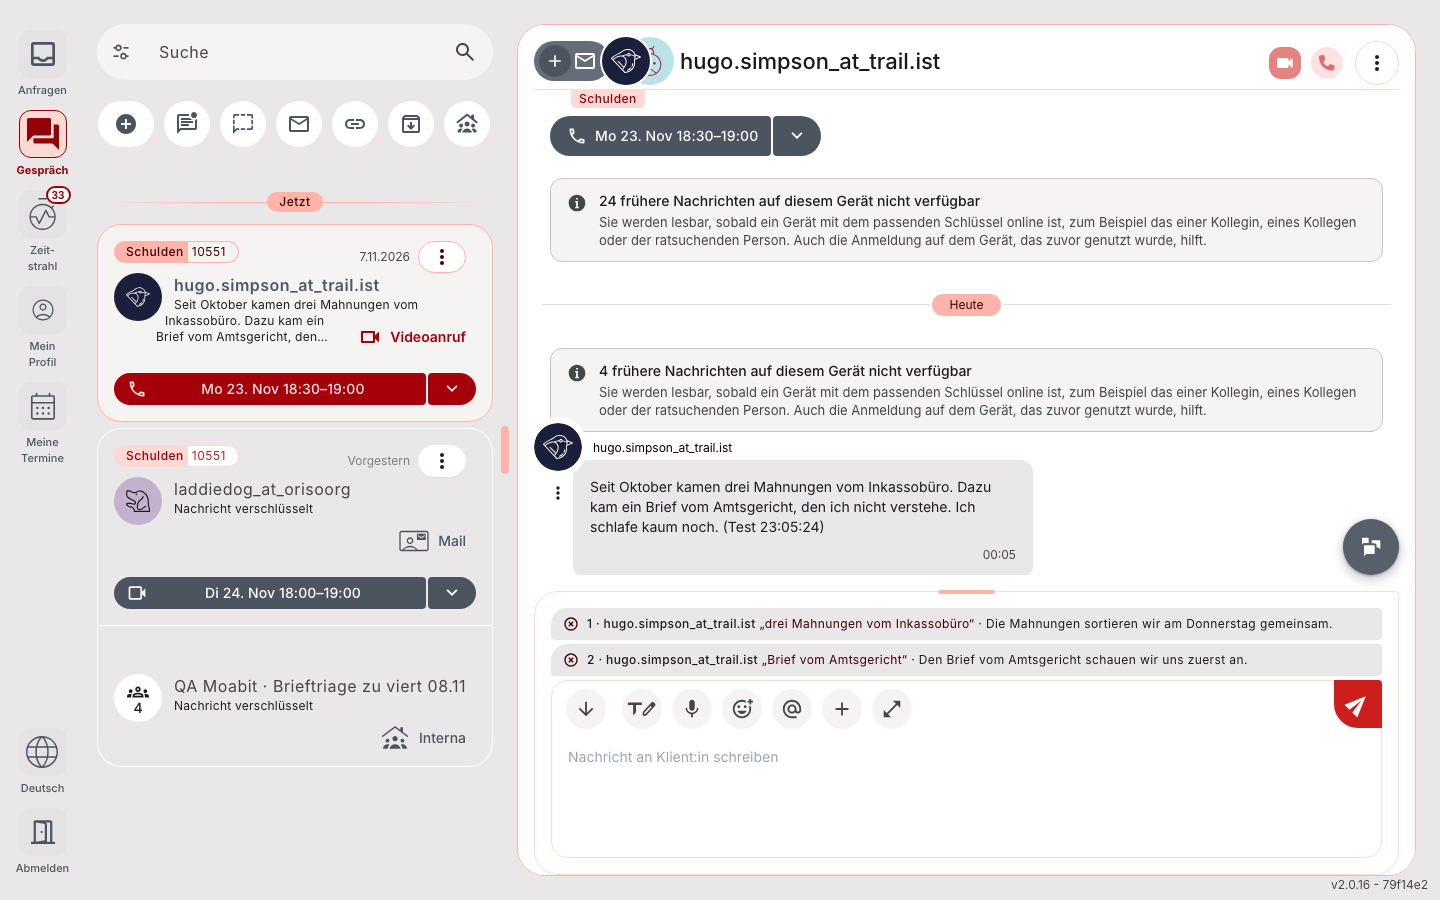 Anfragen
Gespräch
33
Zeit-
strahl
Mein
Profil
Meine
Termine
Deutsch
Abmelden
Suche
Jetzt
Schulden 10551
7.11.2026
hugo.simpson_at_trail.ist
Seit Oktober kamen drei Mahnungen vom
Inkassobüro. Dazu kam ein
Brief vom Amtsgericht, den...
Videoanruf
Mo 23. Nov 18:30–19:00
Schulden 10551
Vorgestern
laddiedog_at_orisoorg
Nachricht verschlüsselt
Mail
Di 24. Nov 18:00–19:00
4
QA Moabit · Brieftriage zu viert 08.11
Nachricht verschlüsselt
Interna
hugo.simpson_at_trail.ist
Schulden
Mo 23. Nov 18:30–19:00
24 frühere Nachrichten auf diesem Gerät nicht verfügbar
Sie werden lesbar, sobald ein Gerät mit dem passenden Schlüssel online ist, zum Beispiel das einer Kollegin, eines Kollegen
oder der ratsuchenden Person. Auch die Anmeldung auf dem Gerät, das zuvor genutzt wurde, hilft.
Heute
4 frühere Nachrichten auf diesem Gerät nicht verfügbar
Sie werden lesbar, sobald ein Gerät mit dem passenden Schlüssel online ist, zum Beispiel das einer Kollegin, eines Kollegen
oder der ratsuchenden Person. Auch die Anmeldung auf dem Gerät, das zuvor genutzt wurde, hilft.
hugo.simpson_at_trail.ist
Seit Oktober kamen drei Mahnungen vom Inkassobüro. Dazu
kam ein Brief vom Amtsgericht, den ich nicht verstehe. Ich
schlafe kaum noch. (Test 23:05:24)
00:05
1 · hugo.simpson_at_trail.ist „drei Mahnungen vom Inkassobüro“ · Die Mahnungen sortieren wir am Donnerstag gemeinsam.
2 · hugo.simpson_at_trail.ist „Brief vom Amtsgericht“ · Den Brief vom Amtsgericht schauen wir uns zuerst an.
Nachricht an Klient:in schreiben
v2.0.16 - 79f14e2